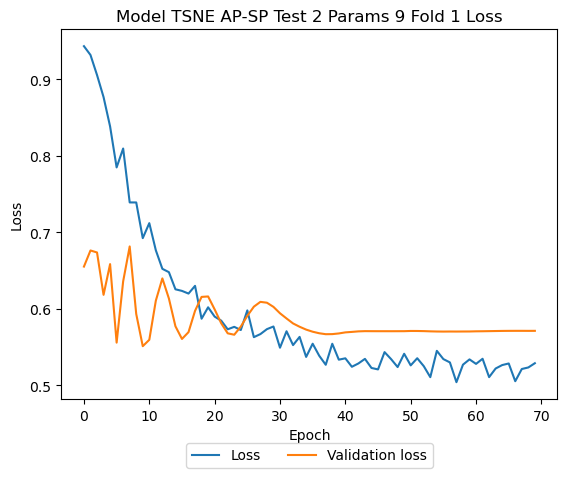 Model TSNE AP-SP Test 2 Params 9 Fold 1 Loss
0.9
0.8
0.7
0.6
0.5
Loss
0 10 20 30 40 50 60 70
Epoch
Loss Validation loss